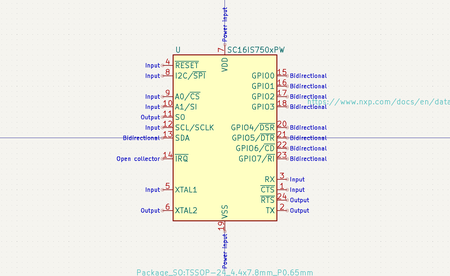 Power input
U SC16IS750xPW
7
VDD
Input 4 RESET
Input 8 I2C/SPI
Input 9 A0/CS
Input 10 A1/SI
Output 11 SO
Input 12 SCL/SCLK
Bidirectional 13 SDA
Open collector 14 IRQ
Input 5 XTAL1
Output 6 XTAL2
GPIO0 15 Bidirectional
GPIO1 16 Bidirectional
GPIO2 17 Bidirectional
GPIO3 18 Bidirectional
https://www.nxp.com/docs/en/data
GPIO4/DSR 20 Bidirectional
GPIO5/DTR 21 Bidirectional
GPIO6/CD 22 Bidirectional
GPIO7/RI 23 Bidirectional
RX 3 Input
CTS 1 Input
RTS 24 Output
TX 2 Output
VSS
19
Power input
Package_SO:TSSOP-24_4.4x7.8mm_P0.65mm